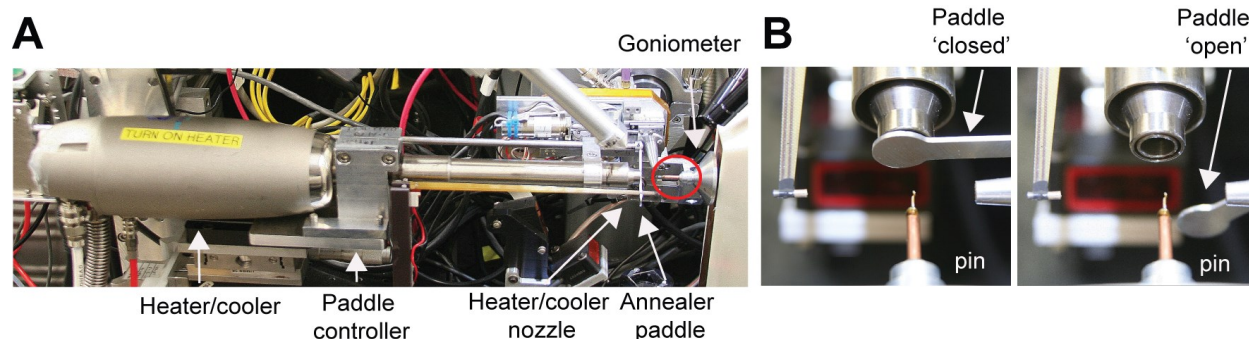 A
Goniometer
TURN ON HEATER
Heater/cooler
Paddle
controller
Heater/cooler
nozzle
Annealer
paddle
B
Paddle
‘closed’
pin
Paddle
‘open’
pin